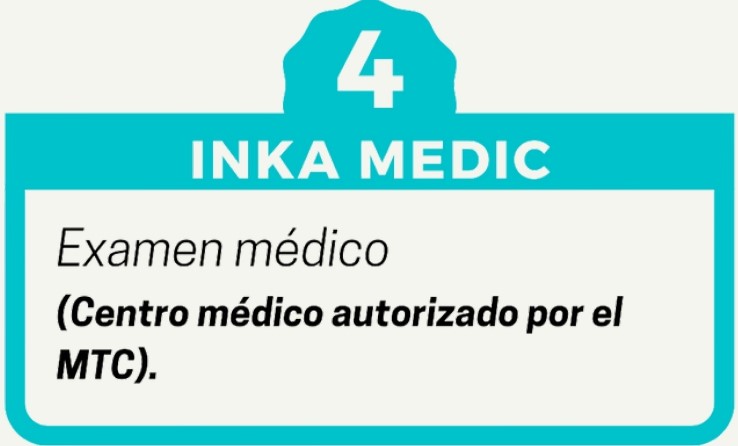 4
INKA MEDIC
Examen médico
(Centro médico autorizado por el
MTC).